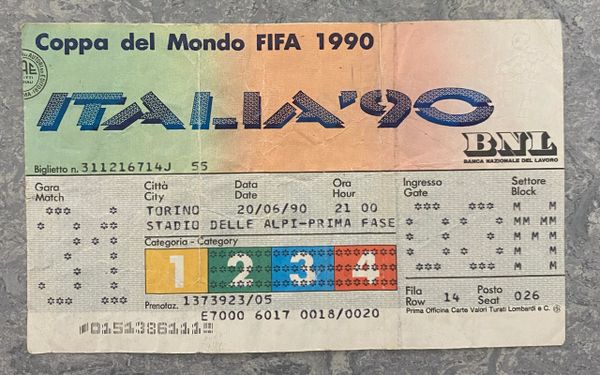 Coppa del Mondo FIFA 1990
ITALIA'90
BNL
BANCA NAZIONALE DEL LAVORO
Biglietto n. 311216714J 55
Gara
Match
Città
City
Data
Date
Ora
Hour
Ingresso
Gate
Settore
Block
TORINO 20/06/90 21 00
STADIO DELLE ALPI-PRIMA FASE
Categoria - Category
1 2 3 4
M M
MM MM
M M
M M
M M
Prenotaz. 1373923/05
E7000 6017 0018/0020
Fila
Row 14
Posto
Seat 026
Prima Officina Carte Valori Turati Lombardi e C.
0151386111